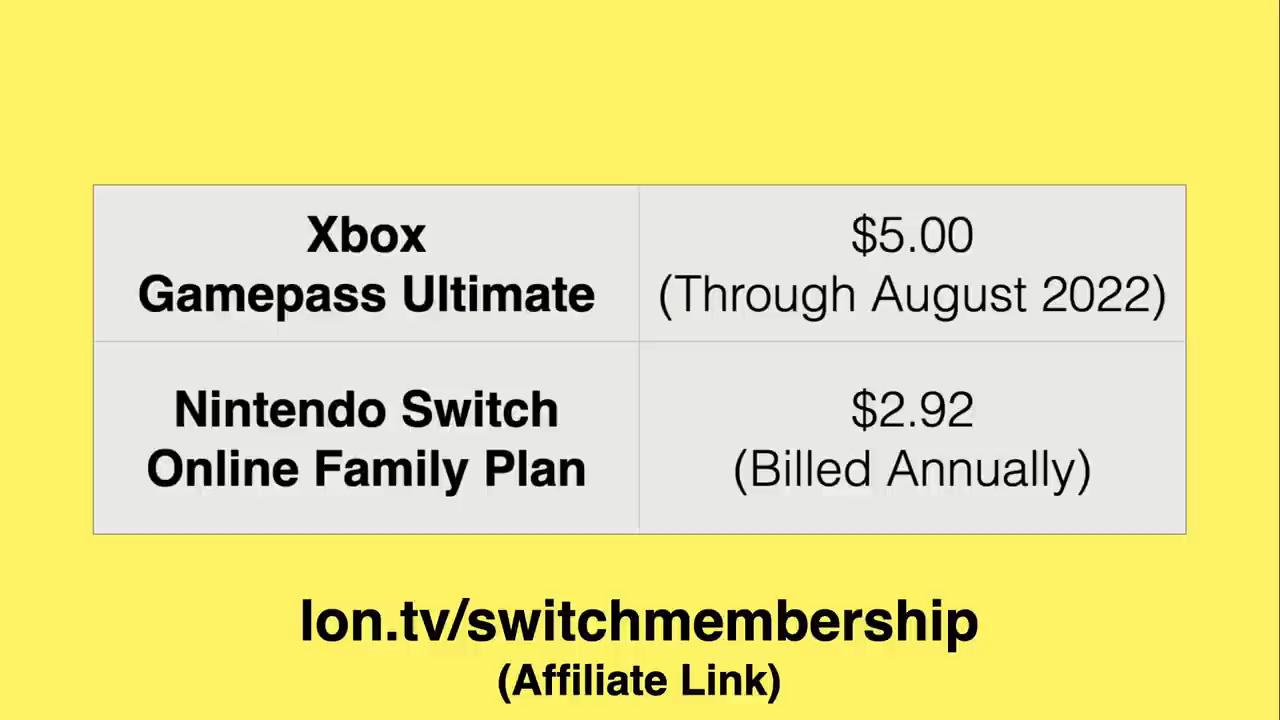 Xbox
Gamepass Ultimate
$5.00
(Through August 2022)
Nintendo Switch
Online Family Plan
$2.92
(Billed Annually)
lon.tv/switchmembership
(Affiliate Link)